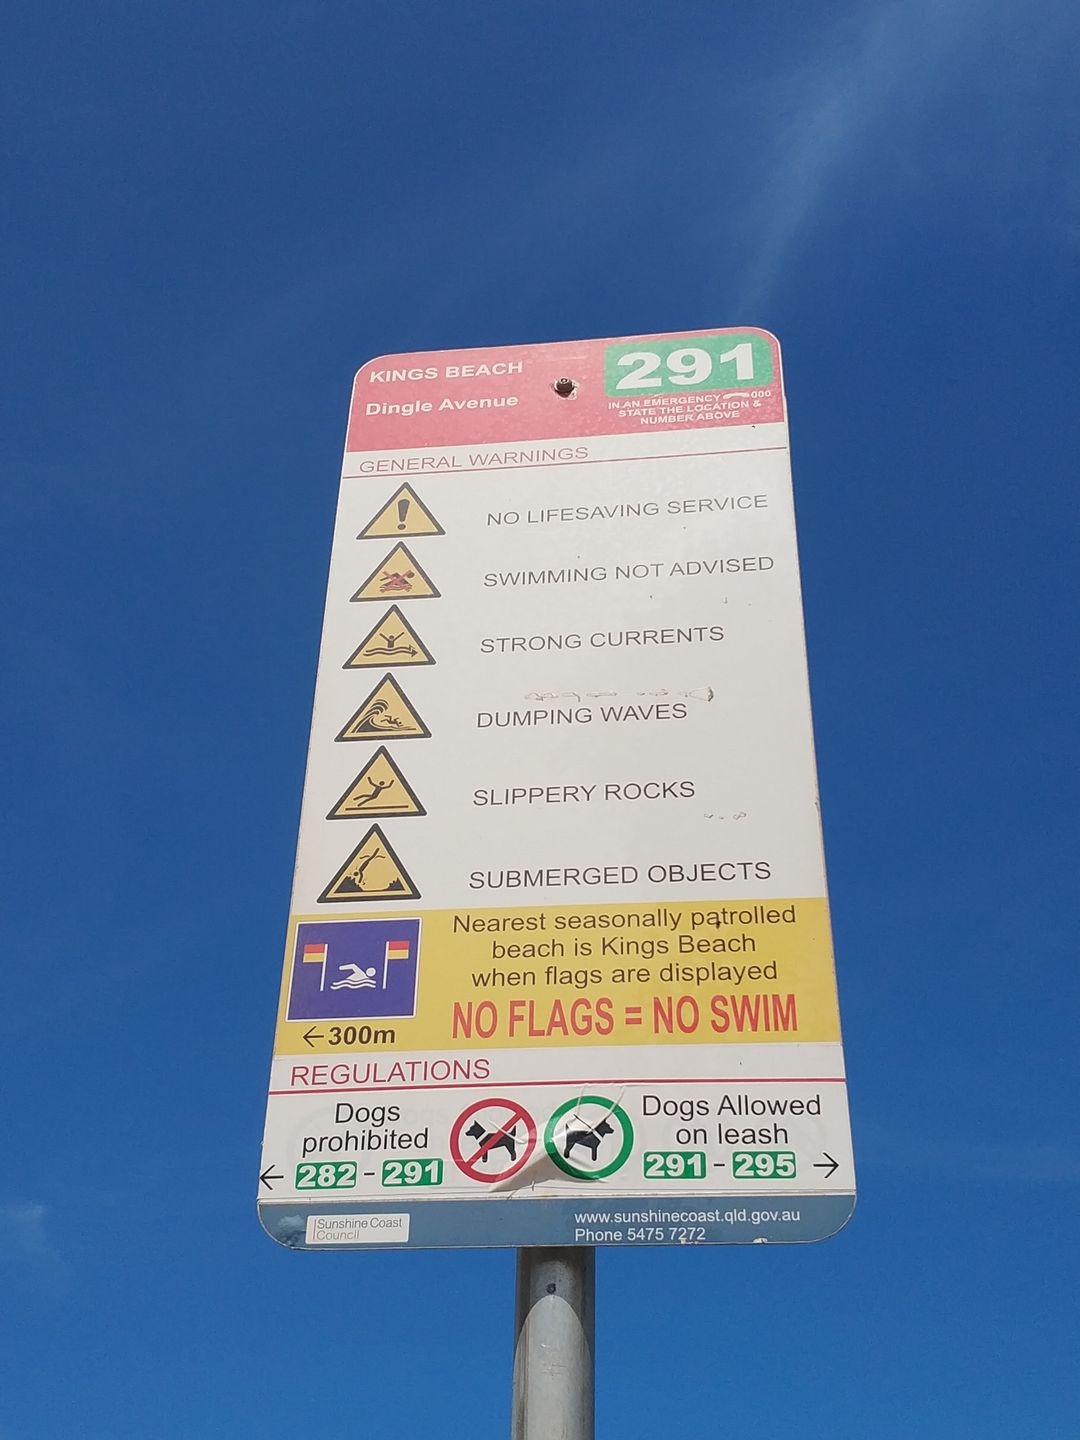 KINGS BEACH
Dingle Avenue
291
IN AN EMERGENCY 000
STATE THE LOCATION &
NUMBER ABOVE
GENERAL WARNINGS
NO LIFESAVING SERVICE
SWIMMING NOT ADVISED
STRONG CURRENTS
DUMPING WAVES
SLIPPERY ROCKS
SUBMERGED OBJECTS
Nearest seasonally patrolled
beach is Kings Beach
when flags are displayed
NO FLAGS = NO SWIM
←300m
REGULATIONS
Dogs
prohibited
← 282 - 291
Dogs Allowed
on leash
291 - 295 →
Sunshine Coast
Council
www.sunshinecoast.qld.gov.au
Phone 5475 7272